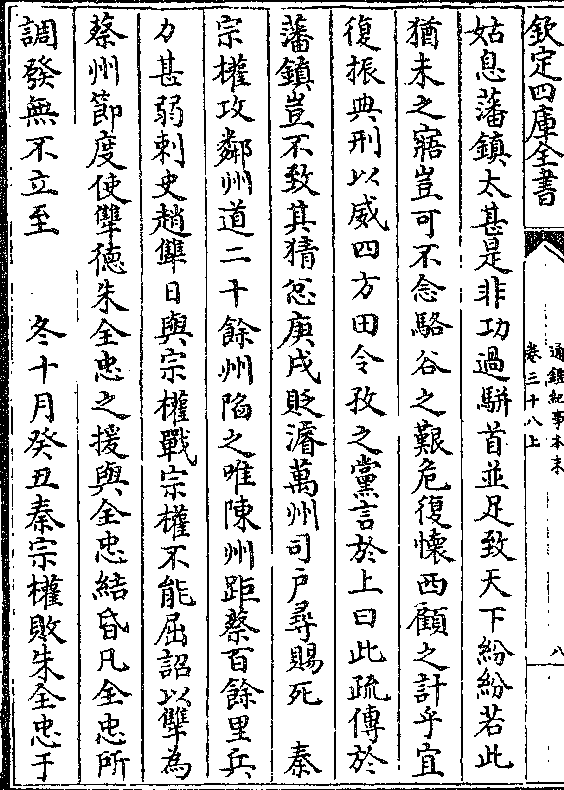 欽定四庫全書
通鑑紀事本末
卷三十八上
八
姑息藩鎮太甚是非功過駢首並足致天下紛紛若此
猶未之寤豈可不念駱谷之艱危復懷西顧之計乎宜
復振典刑以威四方田令孜之黨言於上曰此疏傳於
藩鎮豈不致其猜忿庚戌貶濬萬州司戶尋賜死　秦
宗權攻鄰州道二十餘州陷之唯陳州距蔡百餘里兵
力甚弱刺史趙犨日與宗權戰宗權不能屈詔以犨為
蔡州節度使犨德朱全忠之援與全忠結昏凡全忠所
調發無不立至　冬十月癸丑秦宗權敗朱全忠于